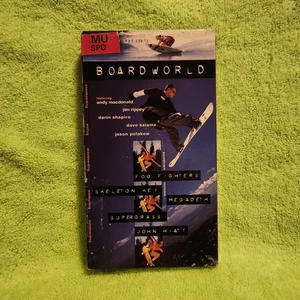 MU
SPO
BOARDWORLD
featuring
andy macdonald
jim rippey
darin shapiro
dave kalama
jason polakow
FOO FIGHTERS
SKELETON KEY
MEGADETH
SUPERGRASS
JOHN HIATT